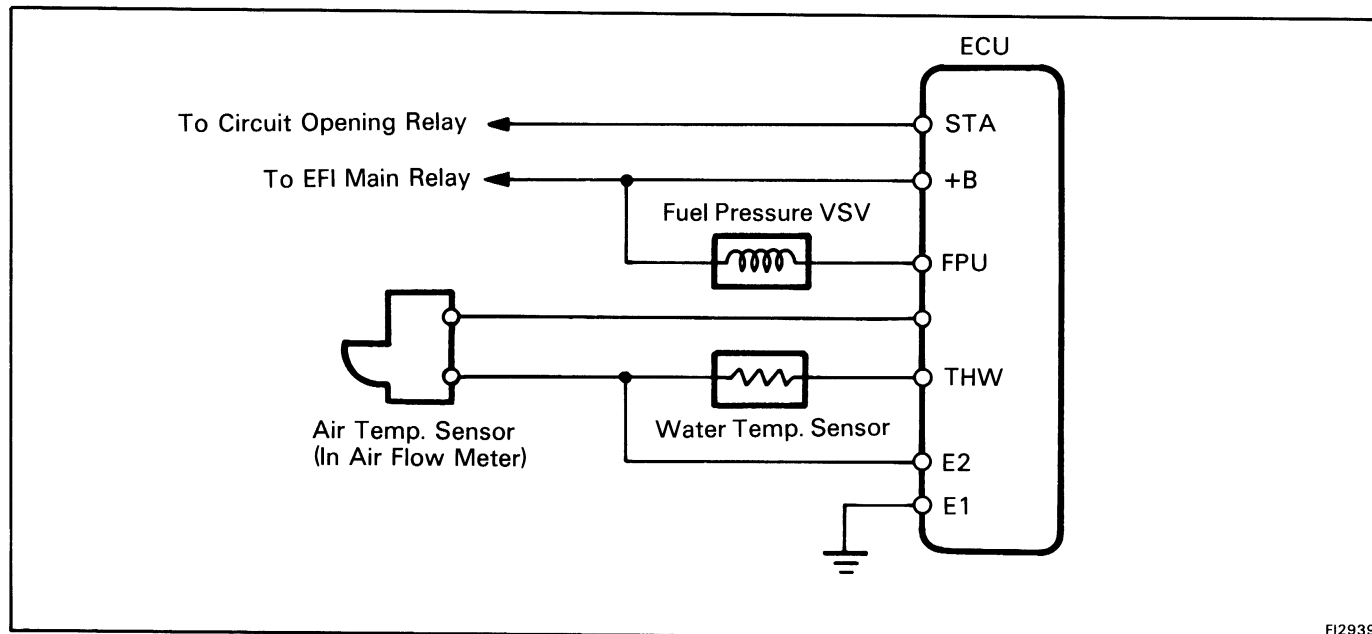 ECU
To Circuit Opening Relay
STA
To EFI Main Relay
+B
Fuel Pressure VSV
FPU
THW
Air Temp. Sensor
(In Air Flow Meter)
Water Temp. Sensor
E2
E1
FI2939